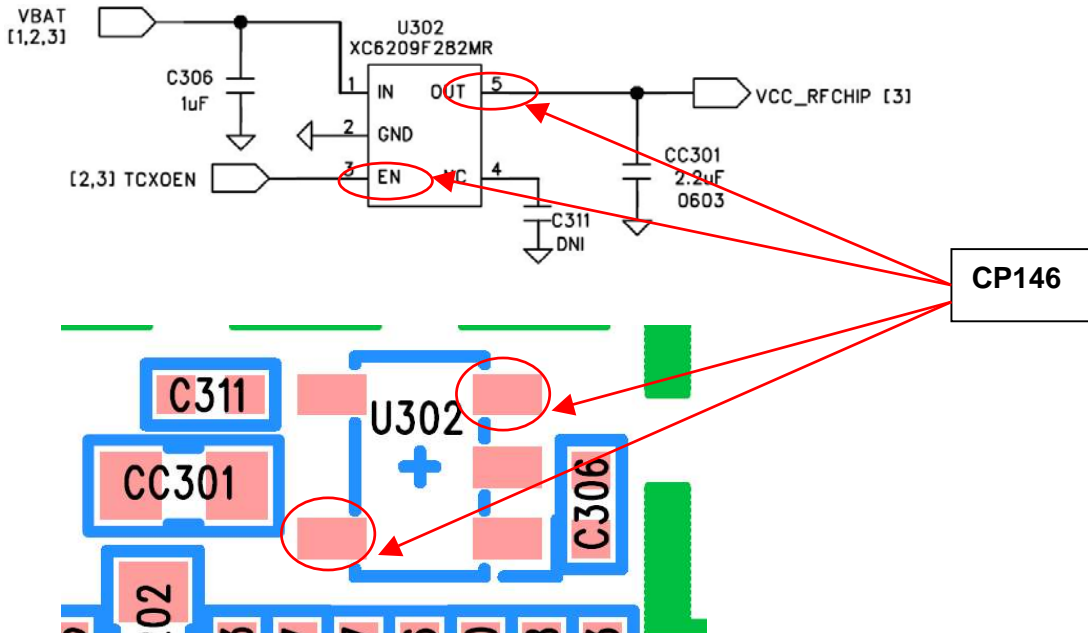 VBAT
[1,2,3]
U302
XC6209F282MR
C306
1uF
1 IN OUT 5
VCC_RFCHIP [3]
2 GND
CC301
2.2uF
0603
[2,3] TCXOEN
3 EN NC 4
C311
DNI
CP146
C311
U302
CC301
C306